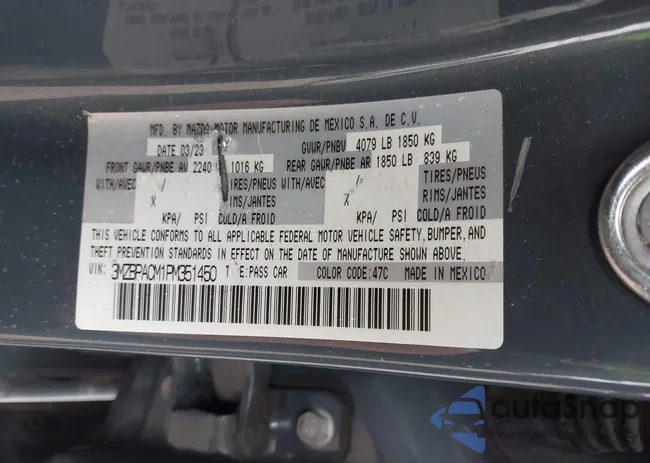 MFD. BY MAZDA MOTOR MANUFACTURING DE MEXICO S.A. DE C.V.
DATE 03/23 GVWR/PNBV 4079 LB 1850 KG
FRONT GAWR/PNBE AV 2240 1016 KG REAR GAWR/PNBE AR 1850 LB 839 KG
WITH/AVEC / TIRES/PNEUS WITH/AVEC / TIRES/PNEUS
X RIMS/JANTES X RIMS/JANTES
KPA/ PSI COLD/A FROID KPA/ PSI COLD/A FROID
THIS VEHICLE CONFORMS TO ALL APPLICABLE FEDERAL MOTOR VEHICLE SAFETY, BUMPER, AND
THEFT PREVENTION STANDARDS IN EFFECT ON THE DATE OF MANUFACTURE SHOWN ABOVE.
VIN: 3MZBPACM1PM351450 T E:PASS CAR COLOR CODE:47C MADE IN MEXICO
autoSnap